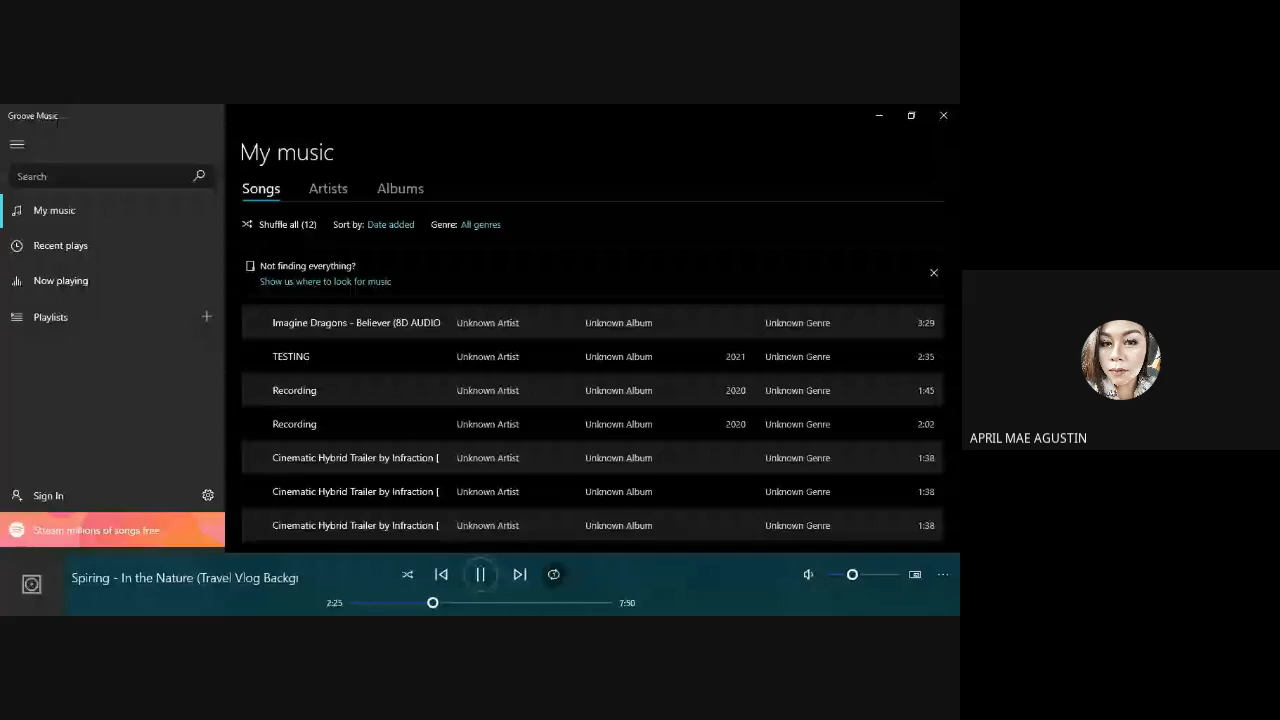 Groove Music
Search
My music
Recent plays
Now playing
Playlists
Sign In
Stream millions of songs free
My music
Songs Artists Albums
Shuffle all (12) Sort by: Date added Genre: All genres
Not finding everything?
Show us where to look for music
Imagine Dragons - Believer (8D AUDIO Unknown Artist Unknown Album Unknown Genre 3:29
TESTING Unknown Artist Unknown Album 2021 Unknown Genre 2:35
Recording Unknown Artist Unknown Album 2020 Unknown Genre 1:45
Recording Unknown Artist Unknown Album 2020 Unknown Genre 2:02
Cinematic Hybrid Trailer by Infraction [ Unknown Artist Unknown Album Unknown Genre 1:38
Cinematic Hybrid Trailer by Infraction [ Unknown Artist Unknown Album Unknown Genre 1:38
Cinematic Hybrid Trailer by Infraction [ Unknown Artist Unknown Album Unknown Genre 1:38
Spiring - In the Nature (Travel Vlog Backgı
2:25 7:50
APRIL MAE AGUSTIN